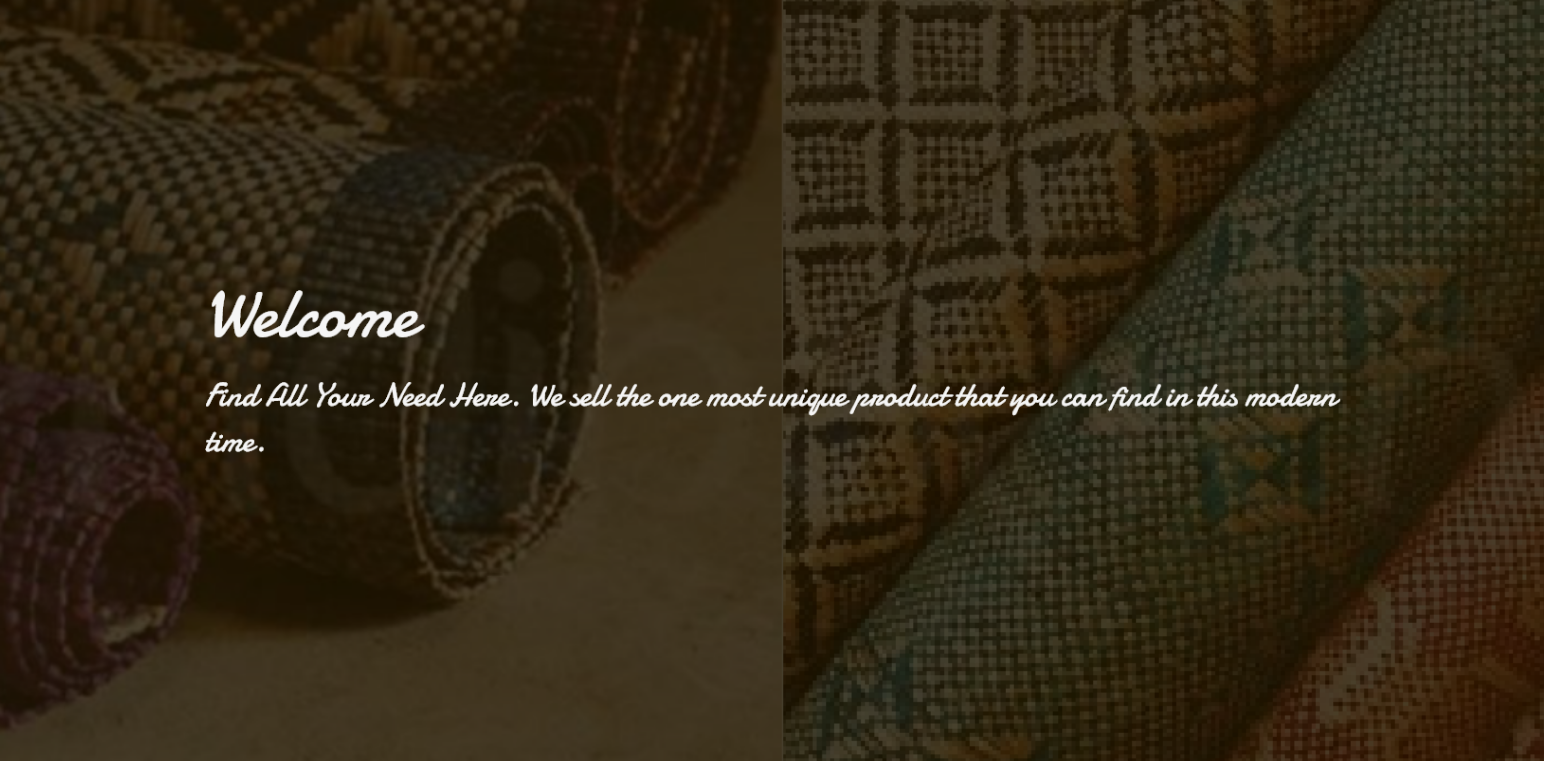 Welcome
Find All Your Need Here. We sell the one most unique product that you can find in this modern
time.